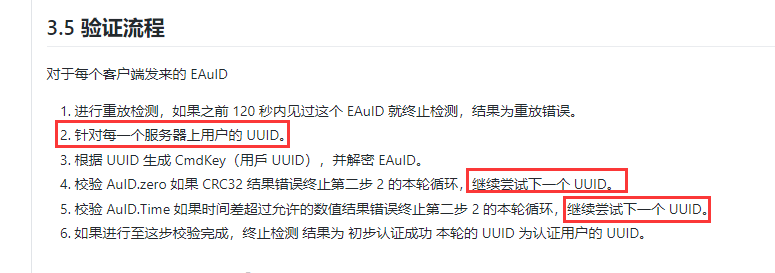 3.5 验证流程
对于每个客户端发来的 EAuID
1. 进行重放检测，如果之前 120 秒内见过这个 EAuID 就终止检测，结果为重放错误。
2. 针对每一个服务器上用户的 UUID。
3. 根据 UUID 生成 CmdKey（用戶 UUID），并解密 EAuID。
4. 校验 AuID.zero 如果 CRC32 结果错误终止第二步 2 的本轮循环，继续尝试下一个 UUID。
5. 校验 AuID.Time 如果时间差超过允许的数值结果错误终止第二步 2 的本轮循环，继续尝试下一个 UUID。
6. 如果进行至这步校验完成，终止检测 结果为 初步认证成功 本轮的 UUID 为认证用户的 UUID。